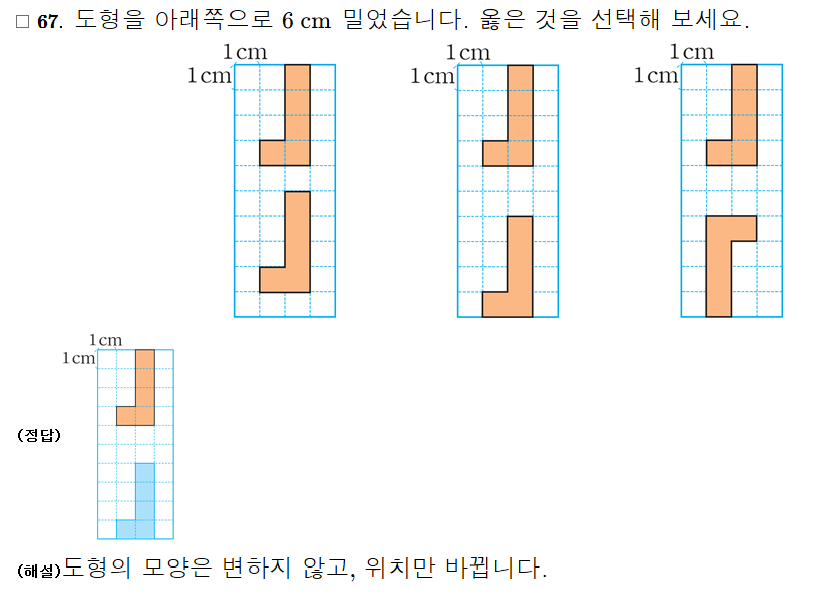 □ 67. 도형을 아래쪽으로 6 cm 밀었습니다. 옳은 것을 선택해 보세요.
1cm 1cm 1cm
1cm 1cm 1cm
1cm
1cm
(정답)
(해설)도형의 모양은 변하지 않고, 위치만 바뀝니다.